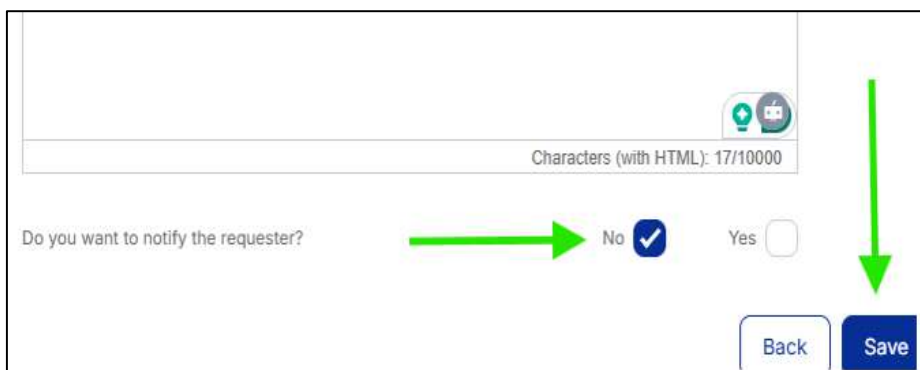 Characters (with HTML): 17/10000
Do you want to notify the requester? No Yes
Back Save